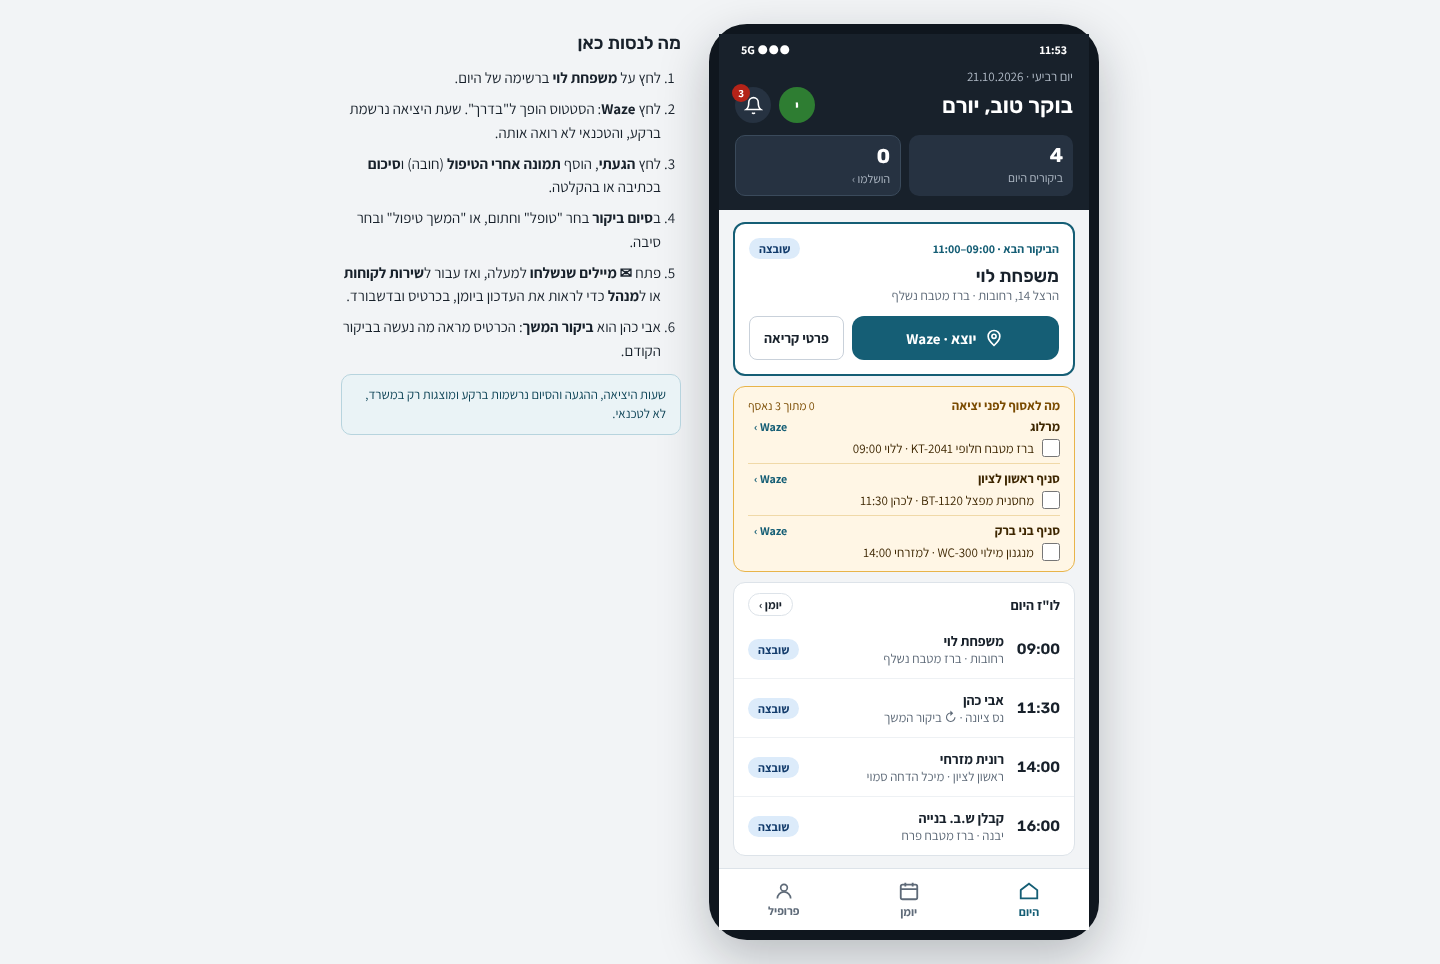 11:53
5G
יום רביעי · 21.10.2026
בוקר טוב, יורם
י
3
4
ביקורים היום
0
הושלמו ›
הביקור הבא · 09:00–11:00
שובצה
משפחת לוי
הרצל 14, רחובות · ברז מטבח נשלף
יוצא · Waze
פרטי קריאה
מה לאסוף לפני יציאה
0 מתוך 3 נאסף
מרלוג
Waze ›
ברז מטבח חלופי KT-2041 · ללוי 09:00
סניף ראשון לציון
Waze ›
מחסנית מפצל BT-1120 · לכהן 11:30
סניף בני ברק
Waze ›
מנגנון מילוי WC-300 · למזרחי 14:00
לו"ז היום
יומן ›
09:00
משפחת לוי
רחובות · ברז מטבח נשלף
שובצה
11:30
אבי כהן
נס ציונה · ↻ ביקור המשך
שובצה
14:00
רונית מזרחי
ראשון לציון · מיכל הדחה סמוי
שובצה
16:00
קבלן ש.ב. בנייה
יבנה · ברז מטבח פרח
שובצה
היום
יומן
פרופיל
מה לנסות כאן
1. לחץ על משפחת לוי ברשימה של היום.
2. לחץ Waze: הסטטוס הופך ל"בדרך". שעת היציאה נרשמת
ברקע, והטכנאי לא רואה אותה.
3. לחץ הגעתי, הוסף תמונה אחרי הטיפול (חובה) וסיכום
בכתיבה או בהקלטה.
4. בסיום ביקור בחר "טופל" וחתום, או "המשך טיפול" ובחר
סיבה.
5. פתח ✉ מיילים שנשלחו למעלה, ואז עבור לשירות לקוחות
או למנהל כדי לראות את העדכון ביומן, בכרטיס ובדשבורד.
6. אבי כהן הוא ביקור המשך: הכרטיס מראה מה נעשה בביקור
הקודם.
שעות היציאה, ההגעה והסיום נרשמות ברקע ומוצגות רק במשרד,
לא לטכנאי.